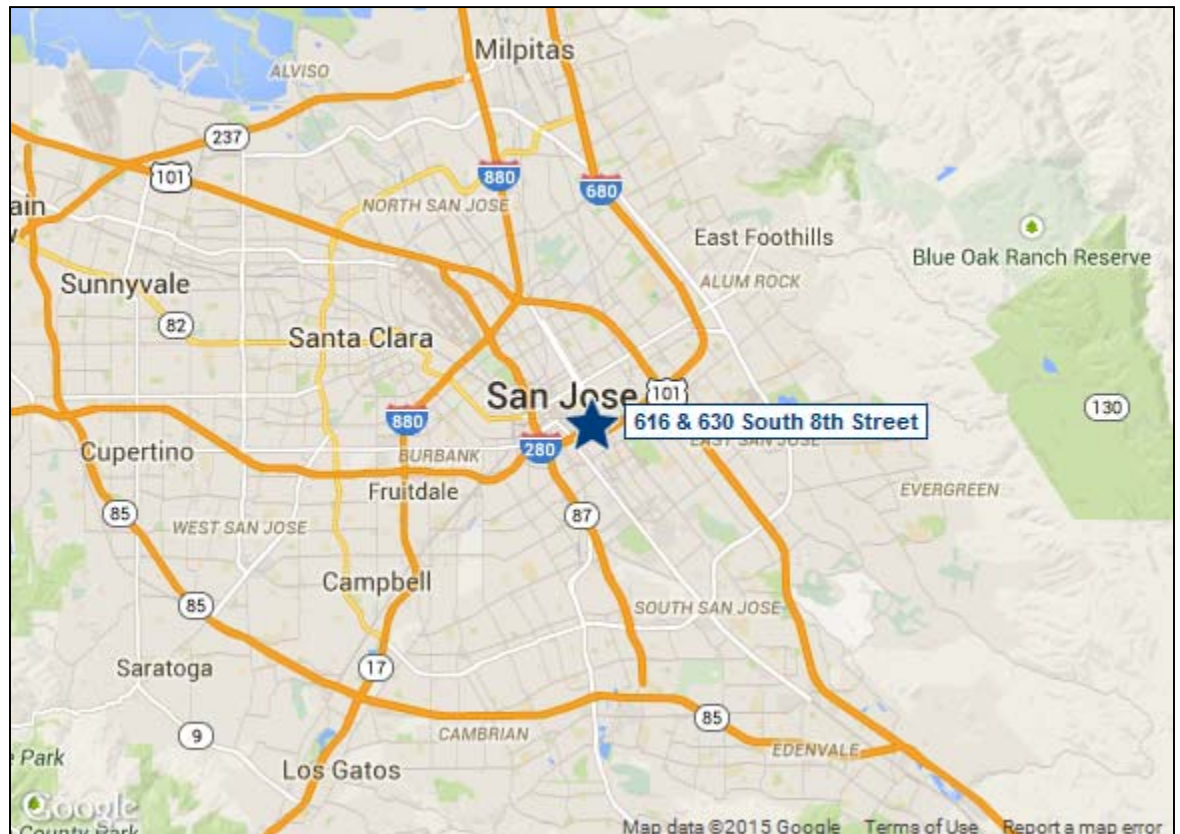 Milpitas
ALVISO
237
101
880
680
NORTH SAN JOSE
ain
East Foothills
Blue Oak Ranch Reserve
Sunnyvale
ALUM ROCK
82
Santa Clara
San Jose
101
130
880
616 & 630 South 8th Street
EAST SAN JOSE
280
Cupertino
BURBANK
Fruitdale
EVERGREEN
85
87
WEST SAN JOSE
Campbell
85
SOUTH SAN JOSE
Saratoga
17
85
9
CAMBRIAN
EDENVALE
Park
Los Gatos
Google
County Park
Map data ©2015 Google Terms of Use Report a map error